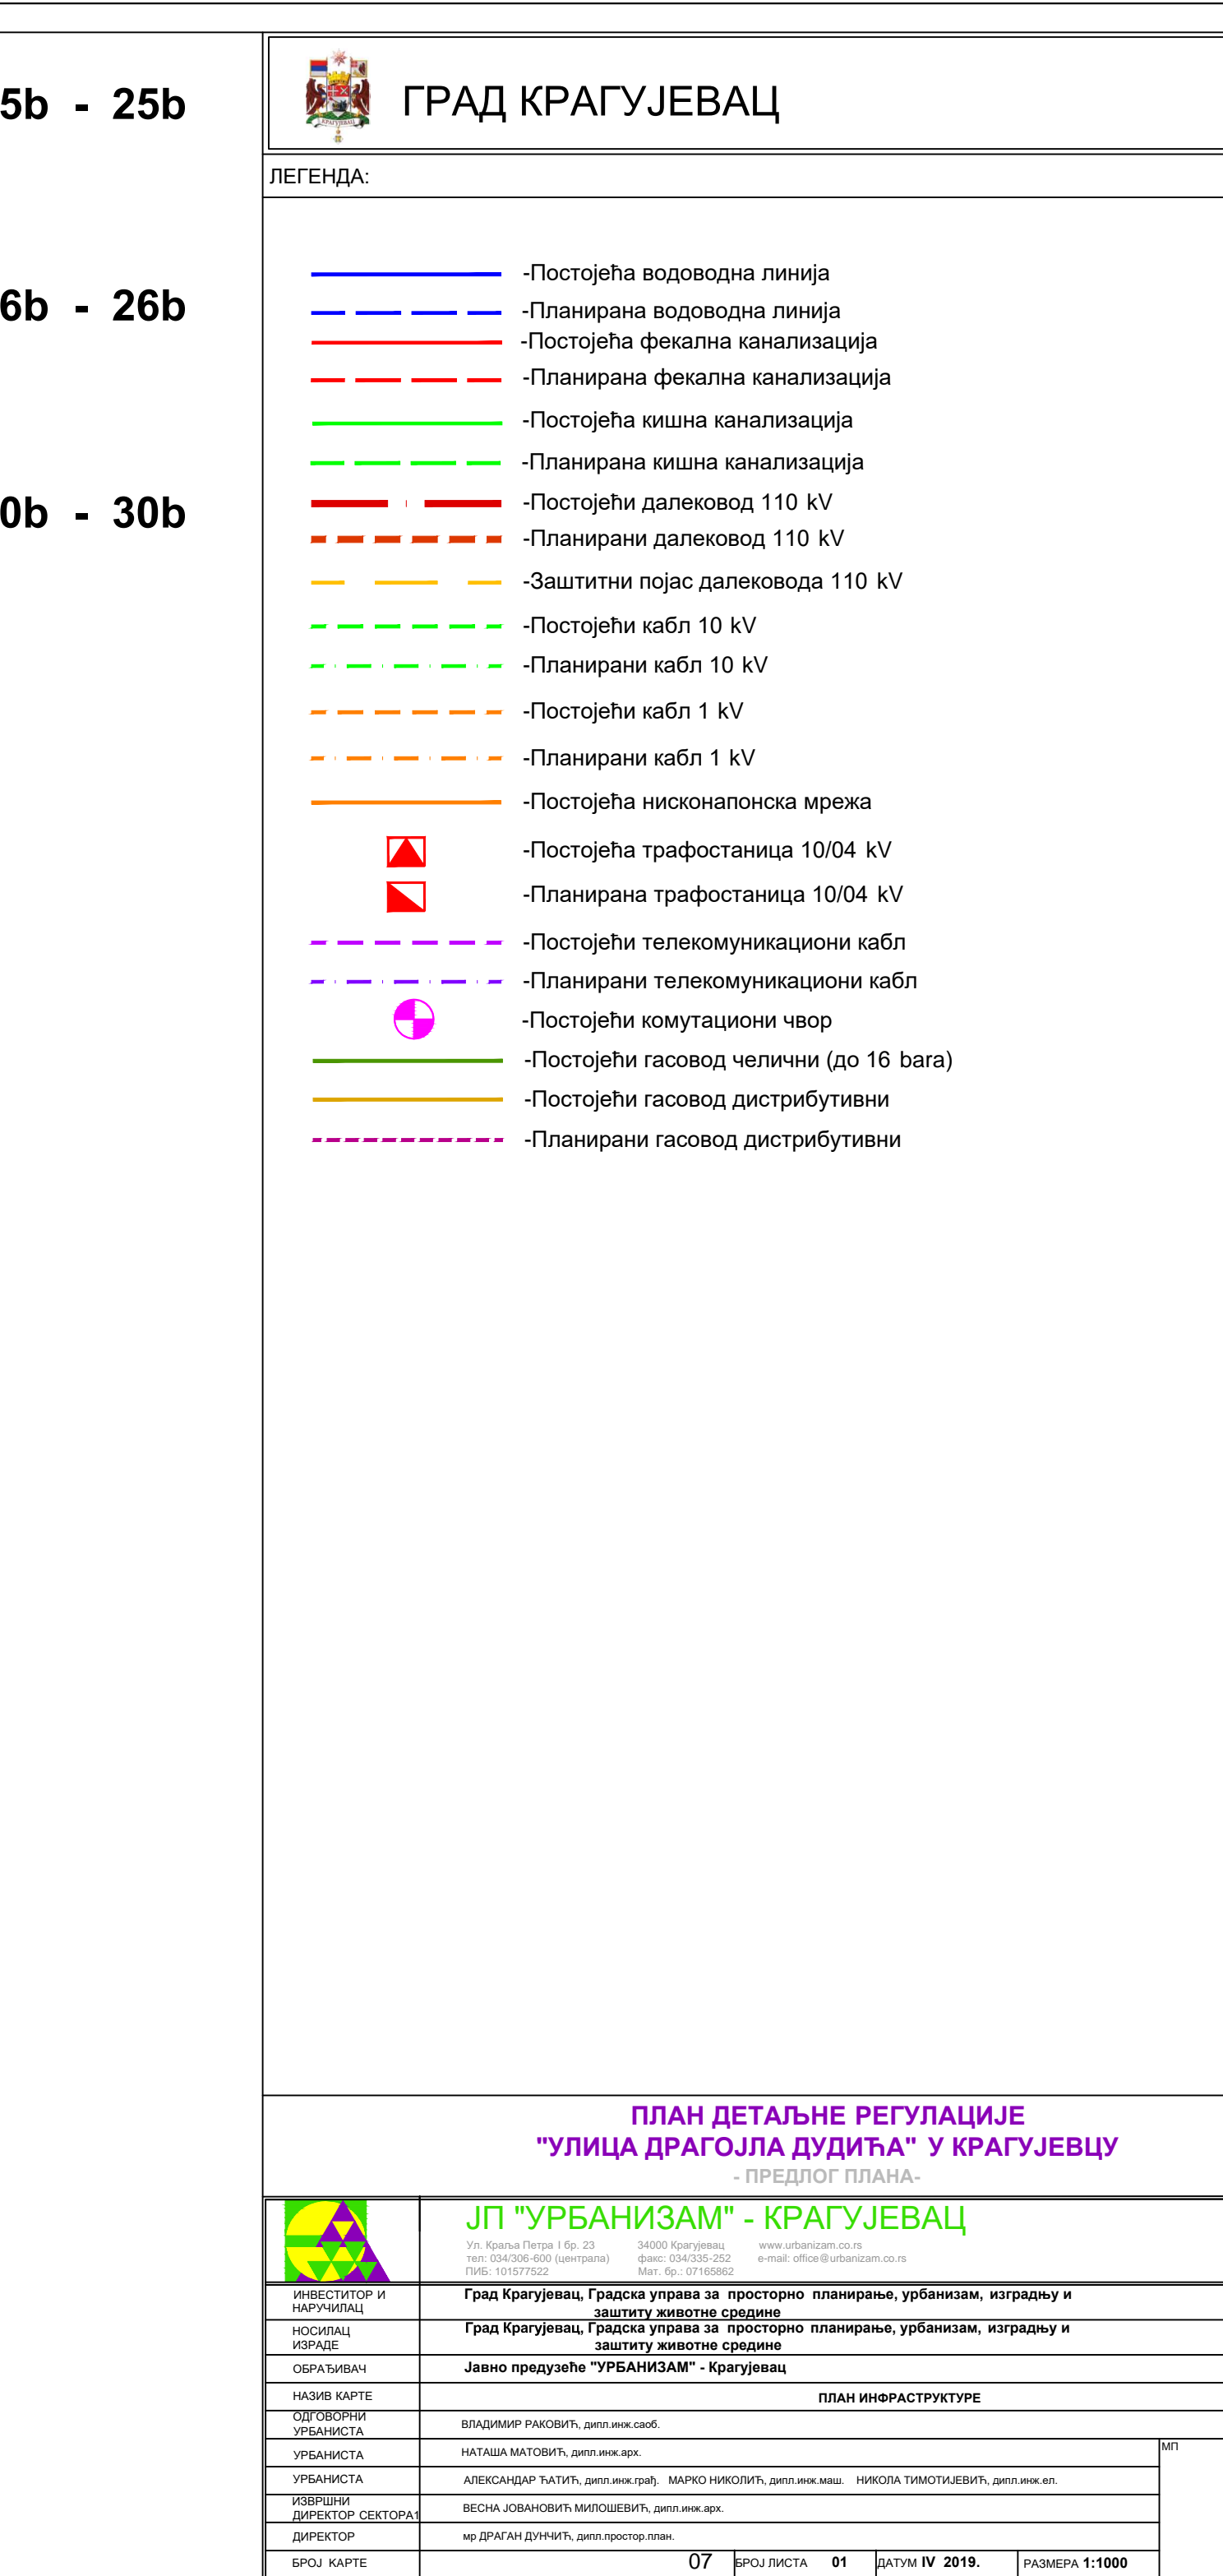 5b - 25b
6b - 26b
0b - 30b
ГРАД КРАГУЈЕВАЦ
ЛЕГЕНДА:
-Постојећа водоводна линија
-Планирана водоводна линија
-Постојећа фекална канализација
-Планирана фекална канализација
-Постојећа кишна канализација
-Планирана кишна канализација
-Постојећи далековод 110 kV
-Планирани далековод 110 kV
-Заштитни појас далековода 110 kV
-Постојећи кабл 10 kV
-Планирани кабл 10 kV
-Постојећи кабл 1 kV
-Планирани кабл 1 kV
-Постојећа нисконапонска мрежа
-Постојећа трафостаница 10/04 kV
-Планирана трафостаница 10/04 kV
-Постојећи телекомуникациони кабл
-Планирани телекомуникациони кабл
-Постојећи комутациони чвор
-Постојећи гасовод челични (до 16 bara)
-Постојећи гасовод дистрибутивни
-Планирани гасовод дистрибутивни
ПЛАН ДЕТАЉНЕ РЕГУЛАЦИЈЕ
"УЛИЦА ДРАГОЈЛА ДУДИЋА" У КРАГУЈЕВЦУ
- ПРЕДЛОГ ПЛАНА-
ЈП "УРБАНИЗАМ" - КРАГУЈЕВАЦ
Ул. Краља Петра I бр. 23 34000 Крагујевац www.urbanizam.co.rs
тел: 034/306-600 (централа) факс: 034/335-252 e-mail: office@urbanizam.co.rs
ПИБ: 101577522 Мат. бр.: 07165862
ИНВЕСТИТОР И
НАРУЧИЛАЦ
Град Крагујевац, Градска управа за просторно планирање, урбанизам, изградњу и
заштиту животне средине
НОСИЛАЦ
ИЗРАДЕ
Град Крагујевац, Градска управа за просторно планирање, урбанизам, изградњу и
заштиту животне средине
ОБРАЂИВАЧ Јавно предузеће "УРБАНИЗАМ" - Крагујевац
НАЗИВ КАРТЕ ПЛАН ИНФРАСТРУКТУРЕ
ОДГОВОРНИ
УРБАНИСТА
ВЛАДИМИР РАКОВИЋ, дипл.инж.саоб.
УРБАНИСТА НАТАША МАТОВИЋ, дипл.инж.арх. МП
УРБАНИСТА АЛЕКСАНДАР ЋАТИЋ, дипл.инж.грађ. МАРКО НИКОЛИЋ, дипл.инж.маш. НИКОЛА ТИМОТИЈЕВИЋ, дипл.инж.ел.
ИЗВРШНИ
ДИРЕКТОР СЕКТОРА1
ВЕСНА ЈОВАНОВИЋ МИЛОШЕВИЋ, дипл.инж.арх.
ДИРЕКТОР мр ДРАГАН ДУНЧИЋ, дипл.простор.план.
БРОЈ КАРТЕ 07 БРОЈ ЛИСТА 01 ДАТУМ IV 2019. РАЗМЕРА 1:1000